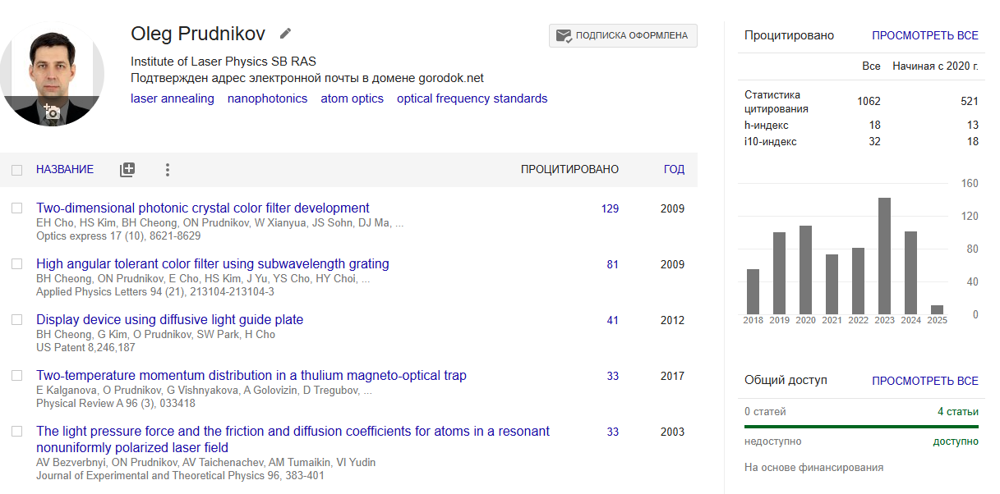 Oleg Prudnikov
ПОДПИСКА ОФОРМЛЕНА
Institute of Laser Physics SB RAS
Подтвержден адрес электронной почты в домене gorodok.net
laser annealing nanophotonics atom optics optical frequency standards
НАЗВАНИЕ ПРОЦИТИРОВАНО ГОД
Two-dimensional photonic crystal color filter development 129 2009
EH Cho, HS Kim, BH Cheong, ON Prudnikov, W Xianyua, JS Sohn, DJ Ma, ...
Optics express 17 (10), 8621-8629
High angular tolerant color filter using subwavelength grating 81 2009
BH Cheong, ON Prudnikov, E Cho, HS Kim, J Yu, YS Cho, HY Choi, ...
Applied Physics Letters 94 (21), 213104-213104-3
Display device using diffusive light guide plate 41 2012
BH Cheong, G Kim, O Prudnikov, SW Park, H Cho
US Patent 8,246,187
Two-temperature momentum distribution in a thulium magneto-optical trap 33 2017
E Kalganova, O Prudnikov, G Vishnyakova, A Golovizin, D Tregubov, ...
Physical Review A 96 (3), 033418
The light pressure force and the friction and diffusion coefficients for atoms in a resonant 33 2003
nonuniformly polarized laser field
AV Bezverbnyi, ON Prudnikov, AV Taichenachev, AM Tumaikin, VI Yudin
Journal of Experimental and Theoretical Physics 96, 383-401
Процитировано ПРОСМОТРЕТЬ ВСЕ
Все Начиная с 2020 г.
Статистика
цитирования 1062 521
h-индекс 18 13
i10-индекс 32 18
160
120
80
40
0
2018 2019 2020 2021 2022 2023 2024 2025
Общий доступ ПРОСМОТРЕТЬ ВСЕ
0 статей 4 статьи
недоступно доступно
На основе финансирования